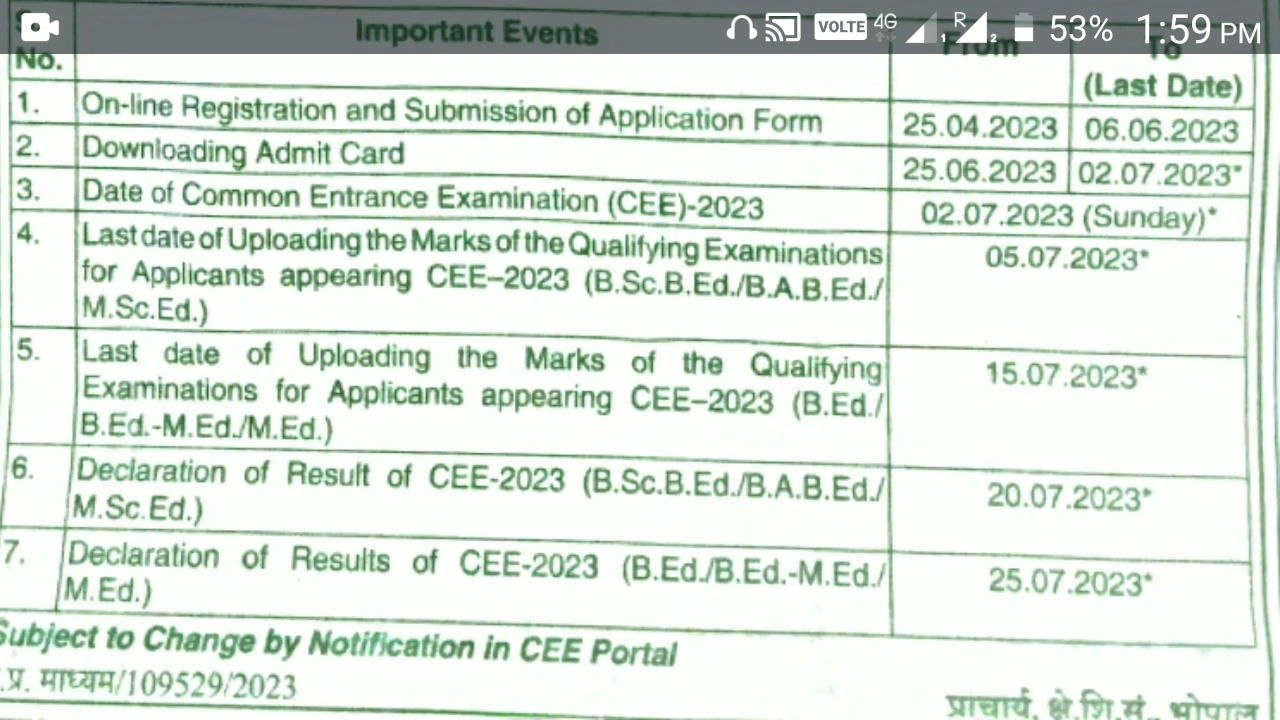 VOLTE 4G R 1 2 53% 1:59 PM
No. Important Events From To
(Last Date)
1. On-line Registration and Submission of Application Form 25.04.2023 06.06.2023
2. Downloading Admit Card 25.06.2023 02.07.2023*
3. Date of Common Entrance Examination (CEE)-2023 02.07.2023 (Sunday)*
4. Last date of Uploading the Marks of the Qualifying Examinations 05.07.2023*
for Applicants appearing CEE–2023 (B.Sc.B.Ed./B.A.B.Ed./
M.Sc.Ed.)
5. Last date of Uploading the Marks of the Qualifying 15.07.2023*
Examinations for Applicants appearing CEE–2023 (B.Ed./
B.Ed.-M.Ed./M.Ed.)
6. Declaration of Result of CEE-2023 (B.Sc.B.Ed./B.A.B.Ed./ 20.07.2023*
M.Sc.Ed.)
7. Declaration of Results of CEE-2023 (B.Ed./B.Ed.-M.Ed./ 25.07.2023*
M.Ed.)
Subject to Change by Notification in CEE Portal
.प्र. माध्यम/109529/2023
प्राचार्य, क्षे.शि.सं., भोपाल